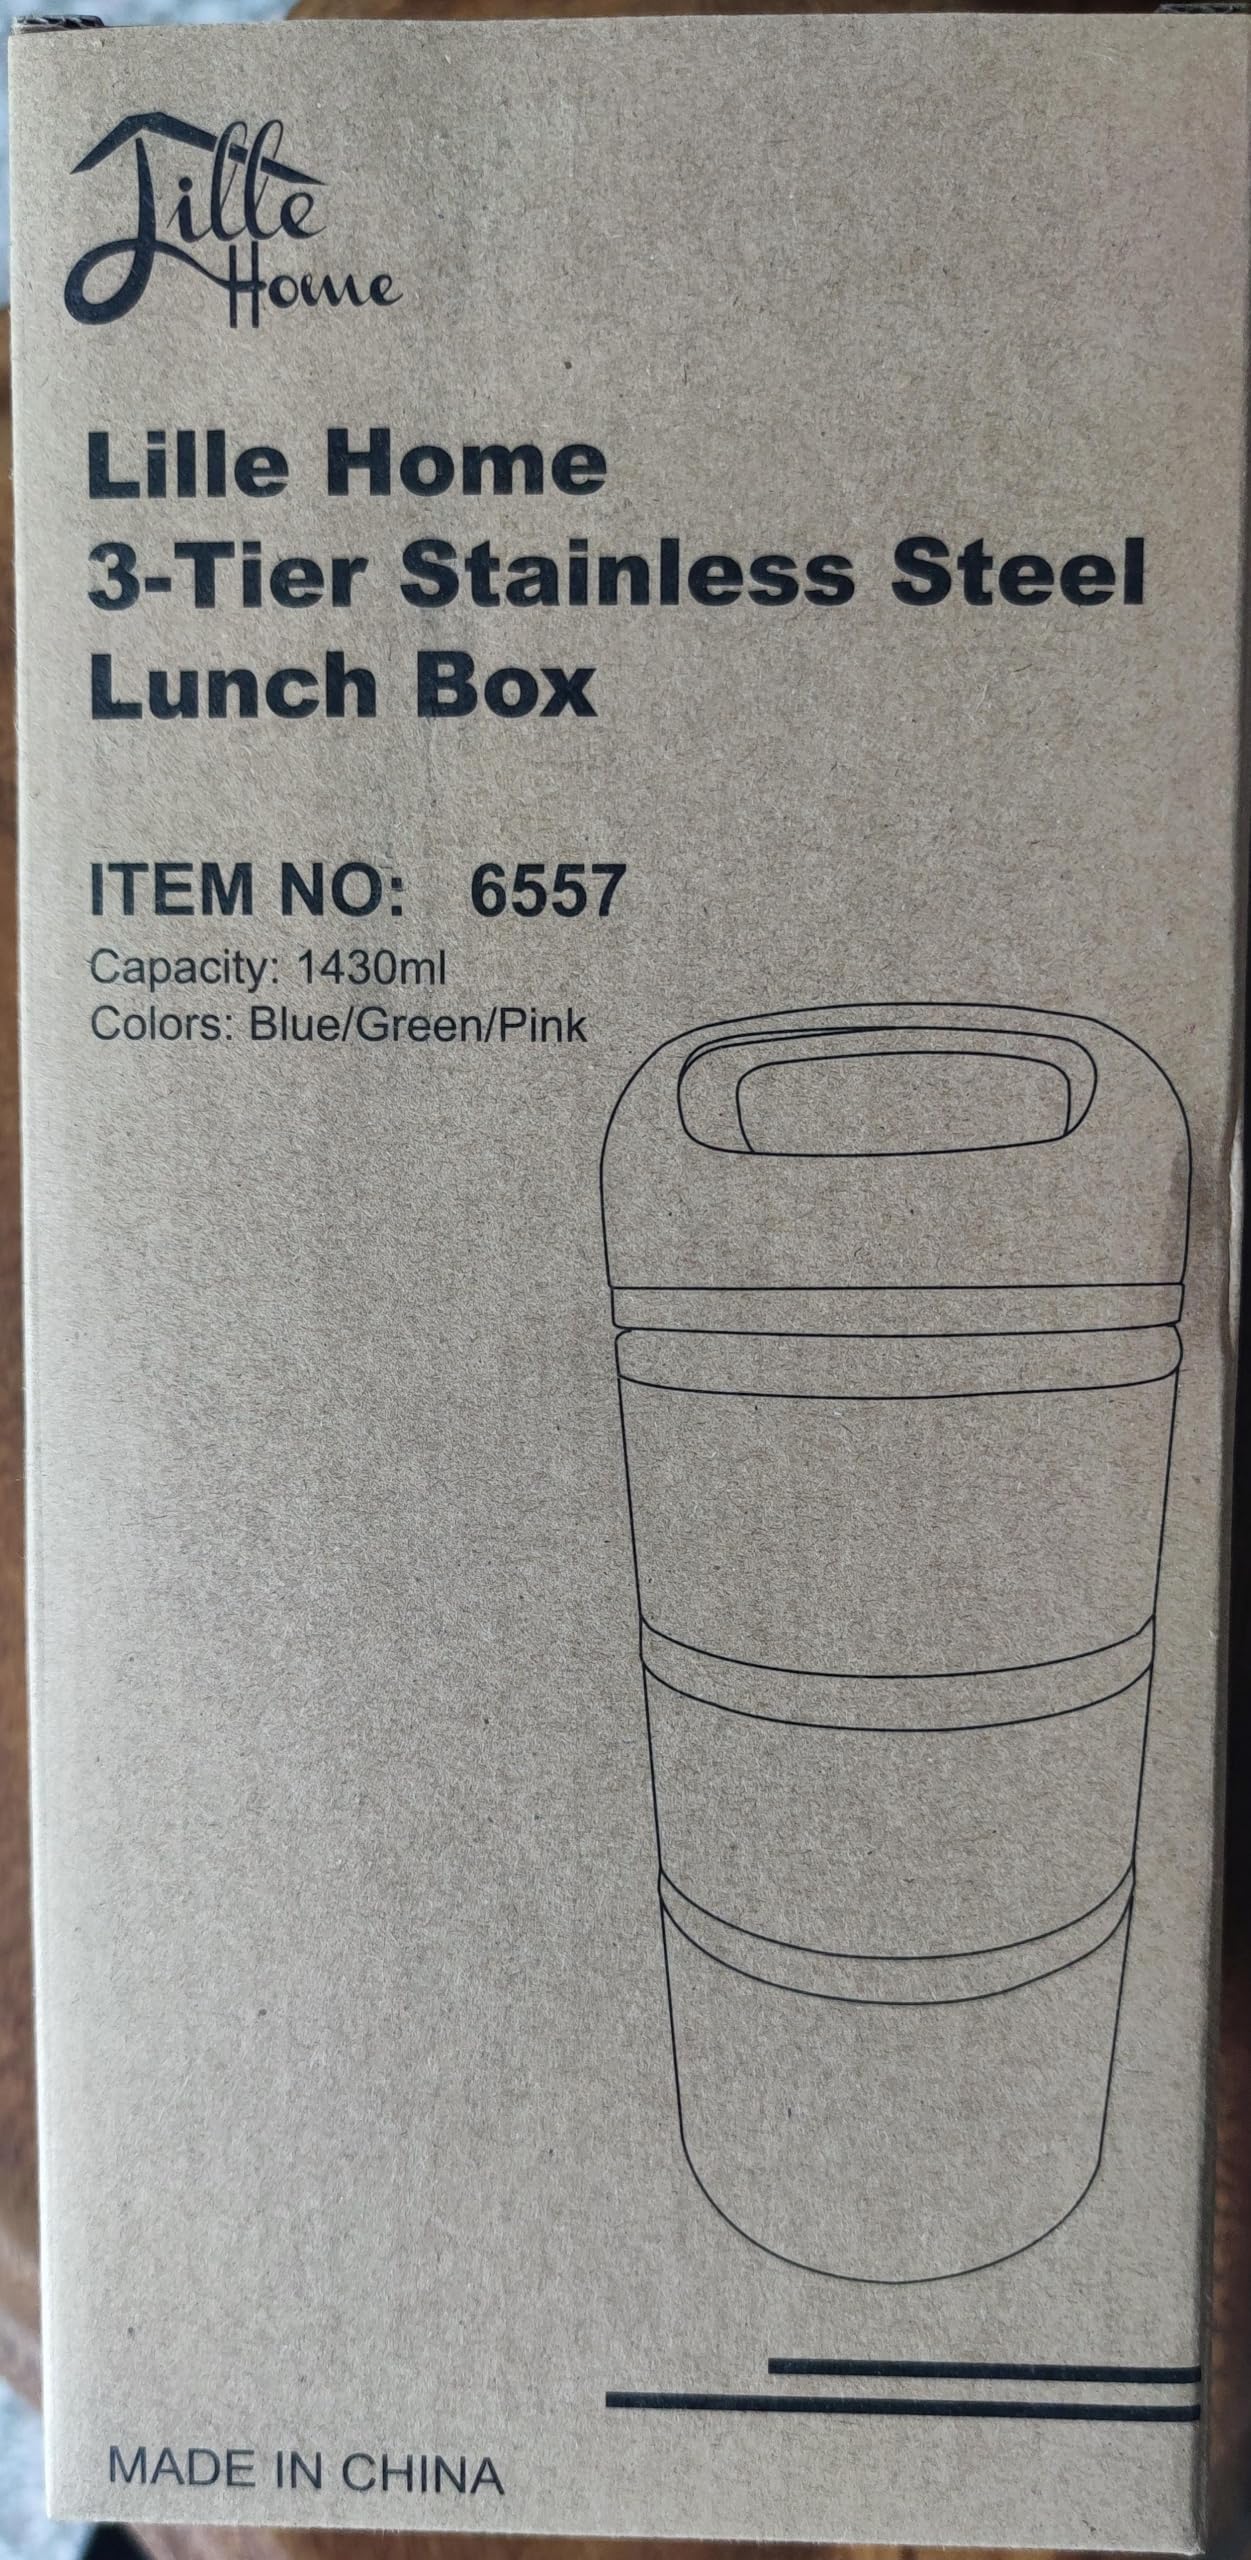 Lille
Home
Lille Home
3-Tier Stainless Steel
Lunch Box
ITEM NO: 6557
Capacity: 1430ml
Colors: Blue/Green/Pink
MADE IN CHINA